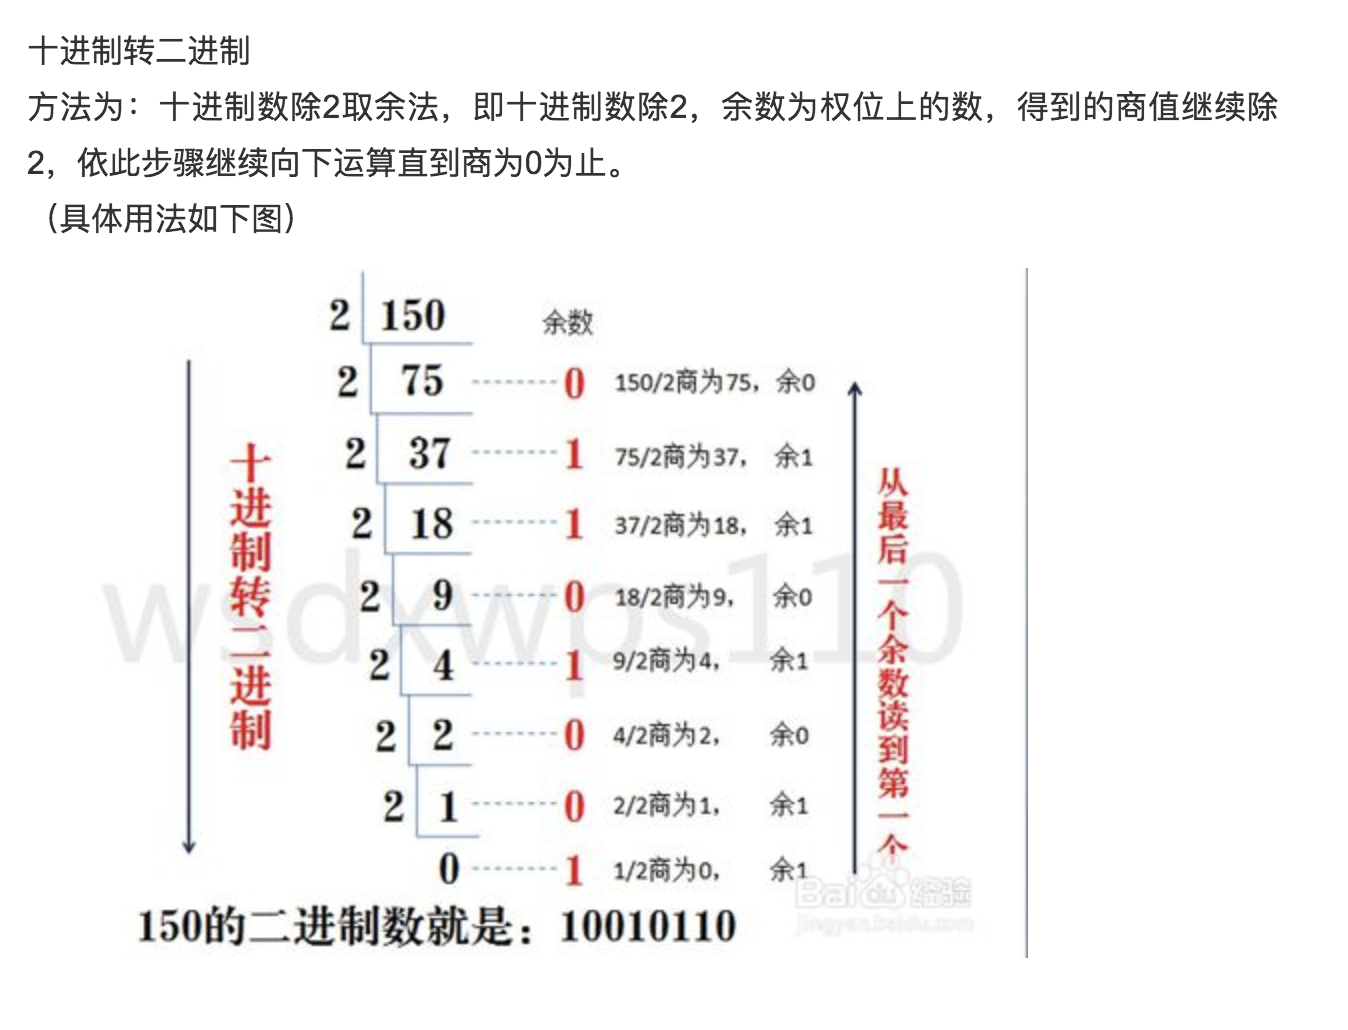 十进制转二进制
方法为：十进制数除2取余法，即十进制数除2，余数为权位上的数，得到的商值继续除
2，依此步骤继续向下运算直到商为0为止。
（具体用法如下图）
2 150 余数
2 75 0 150/2商为75，余0
2 37 1 75/2商为37， 余1
2 18 1 37/2商为18， 余1
2 9 0 18/2商为9， 余0
2 4 1 9/2商为4， 余1
2 2 0 4/2商为2， 余0
2 1 0 2/2商为1， 余1
0 1 1/2商为0， 余1
十进制转二进制
从最后一个余数读到第一个
wsdxwps110
150的二进制数就是：10010110
Baidu经验
jingyan.baidu.com